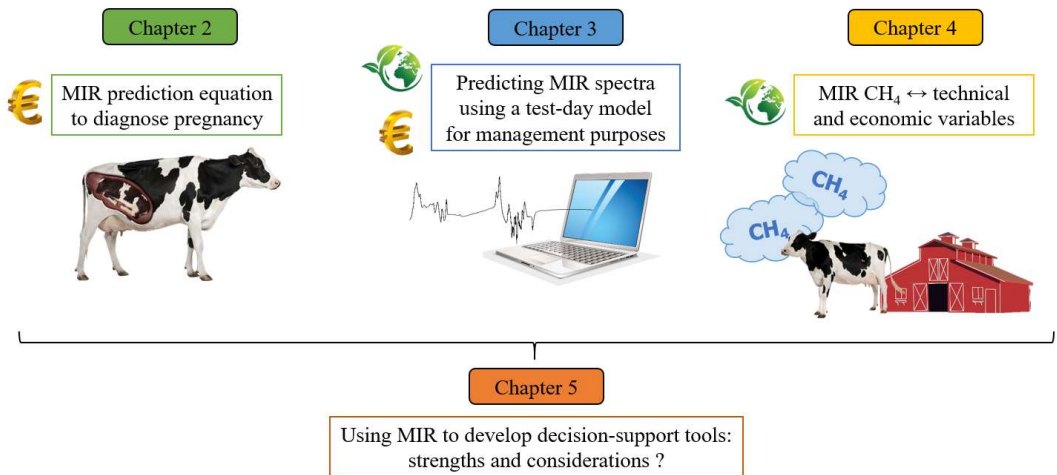 Chapter 2
MIR prediction equation
to diagnose pregnancy
Chapter 3
Predicting MIR spectra
using a test-day model
for management purposes
Chapter 4
MIR CH₄ ↔ technical
and economic variables
CH₄
CH₄
Chapter 5
Using MIR to develop decision-support tools:
strengths and considerations ?